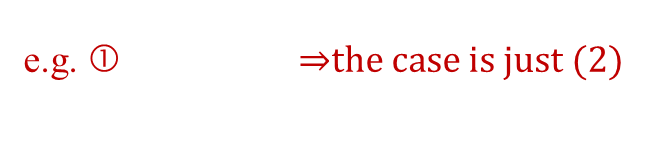 e.g. ① ⇒the case is just (2)